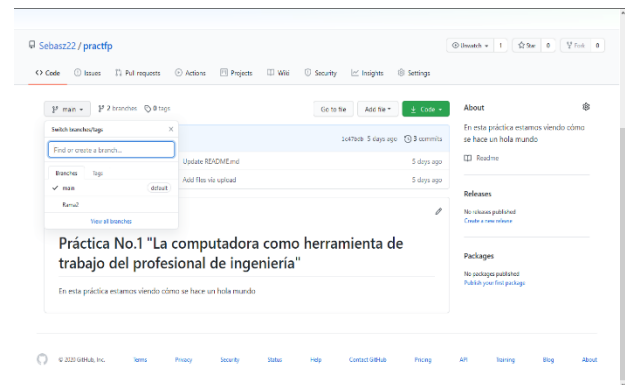 Sebasz22 / practfp
Unwatch 1 Star 0 Fork 0
Code Issues Pull requests Actions Projects Wiki Security Insights Settings
main 2 branches 0 tags Go to file Add file Code
Switch branches/tags
Find or create a branch...
Branches Tags
main default
Rama2
View all branches
5 days ago 3 commits
Update README.md 5 days ago
Add files via upload 5 days ago
Práctica No.1 "La computadora como herramienta de
trabajo del profesional de ingeniería"
En esta práctica estamos viendo cómo se hace un hola mundo
About
En esta práctica estamos viendo cómo
se hace un hola mundo
Readme
Releases
No releases published
Create a new release
Packages
No packages published
Publish your first package
© 2020 GitHub, Inc. Terms Privacy Security Status Help Contact GitHub Pricing API Training Blog About